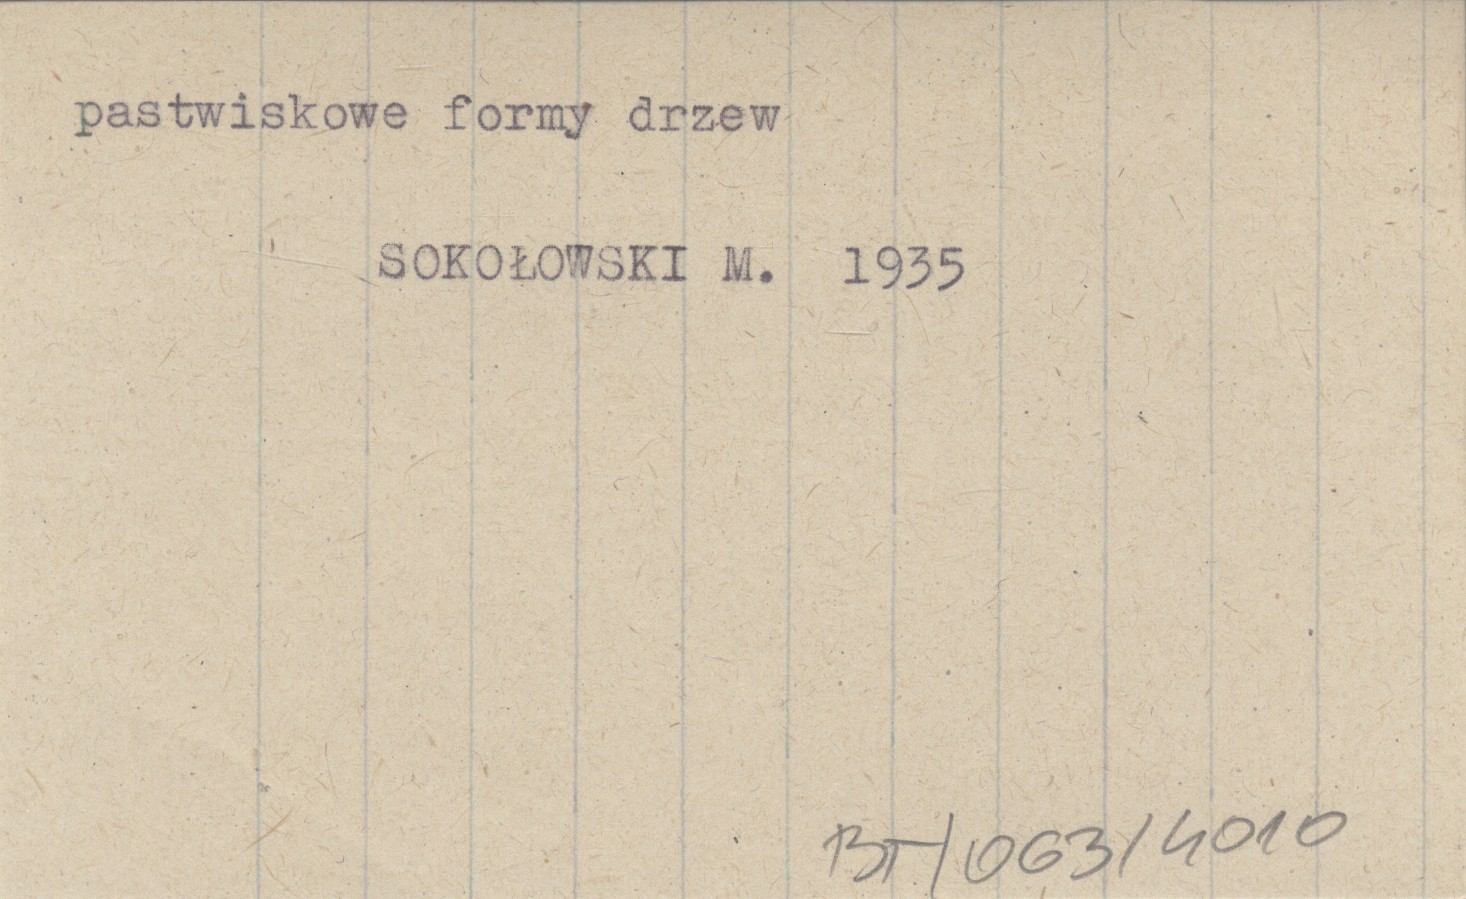 pastwiskowe formy drzew
SOKOŁOWSKI M. 1935
BT/063/4010